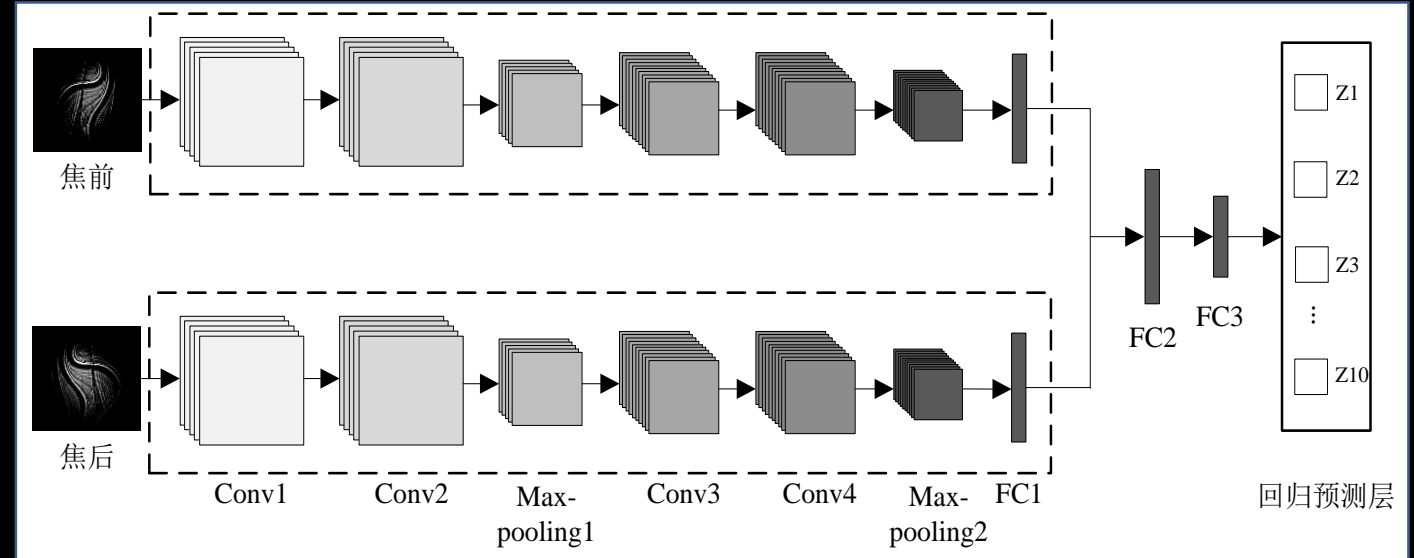 焦前
焦后
Conv1
Conv2
Max-
pooling1
Conv3
Conv4
Max-
pooling2
FC1
FC2
FC3
Z1
Z2
Z3
⋮
Z10
回归预测层